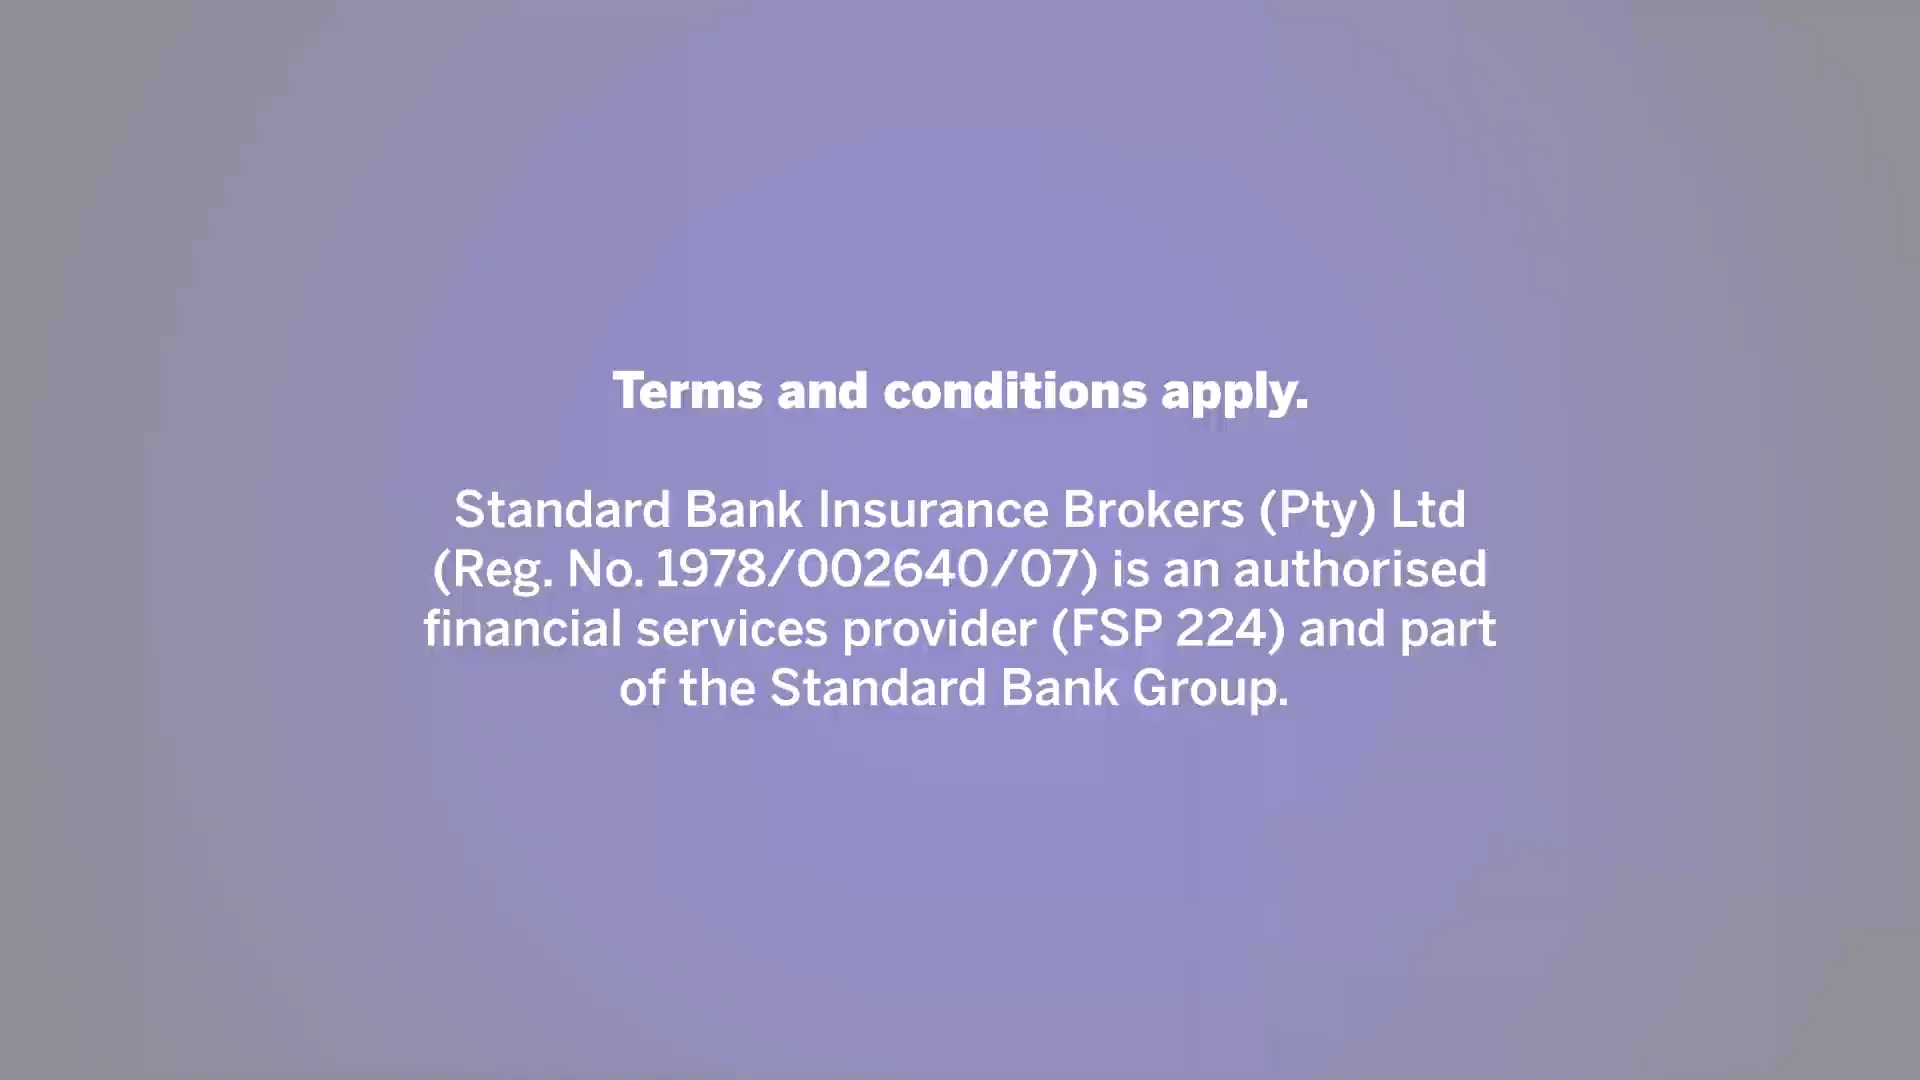 Terms and conditions apply.
Standard Bank Insurance Brokers (Pty) Ltd
(Reg. No. 1978/002640/07) is an authorised
financial services provider (FSP 224) and part
of the Standard Bank Group.